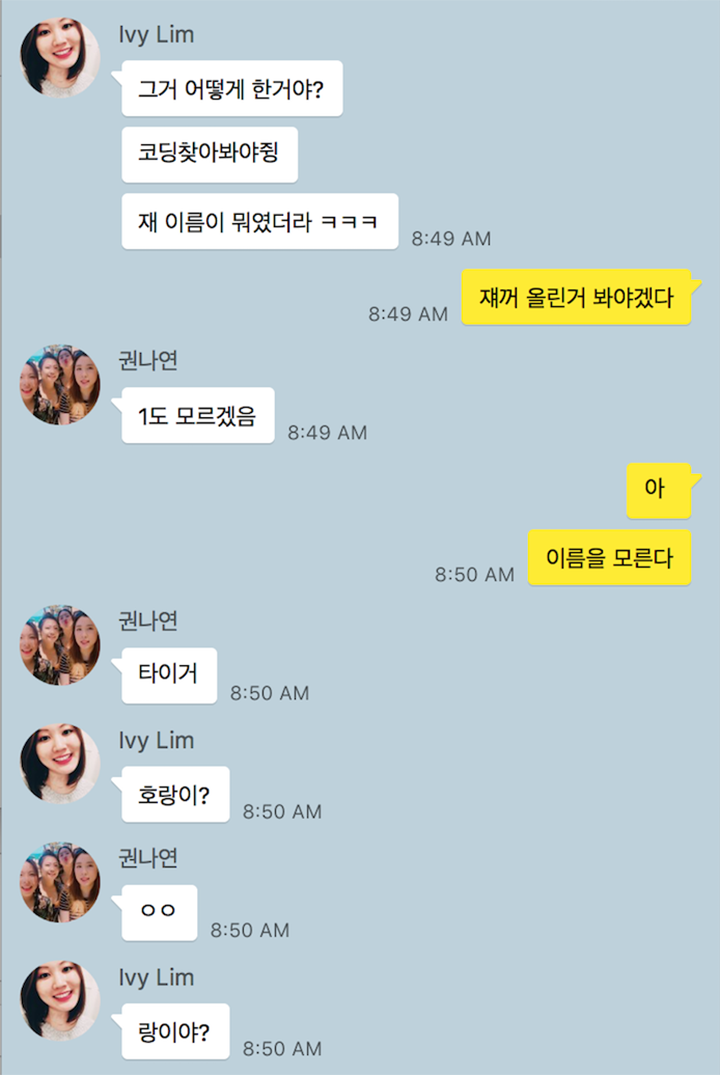 Ivy Lim
그거 어떻게 한거야?
코딩찾아봐야쥥
재 이름이 뭐였더라 ㅋㅋㅋ
8:49 AM
쟤꺼 올린거 봐야겠다
8:49 AM
권나연
1도 모르겠음
8:49 AM
아
이름을 모른다
8:50 AM
권나연
타이거
8:50 AM
Ivy Lim
호랑이?
8:50 AM
권나연
ㅇㅇ
8:50 AM
Ivy Lim
랑이야?
8:50 AM